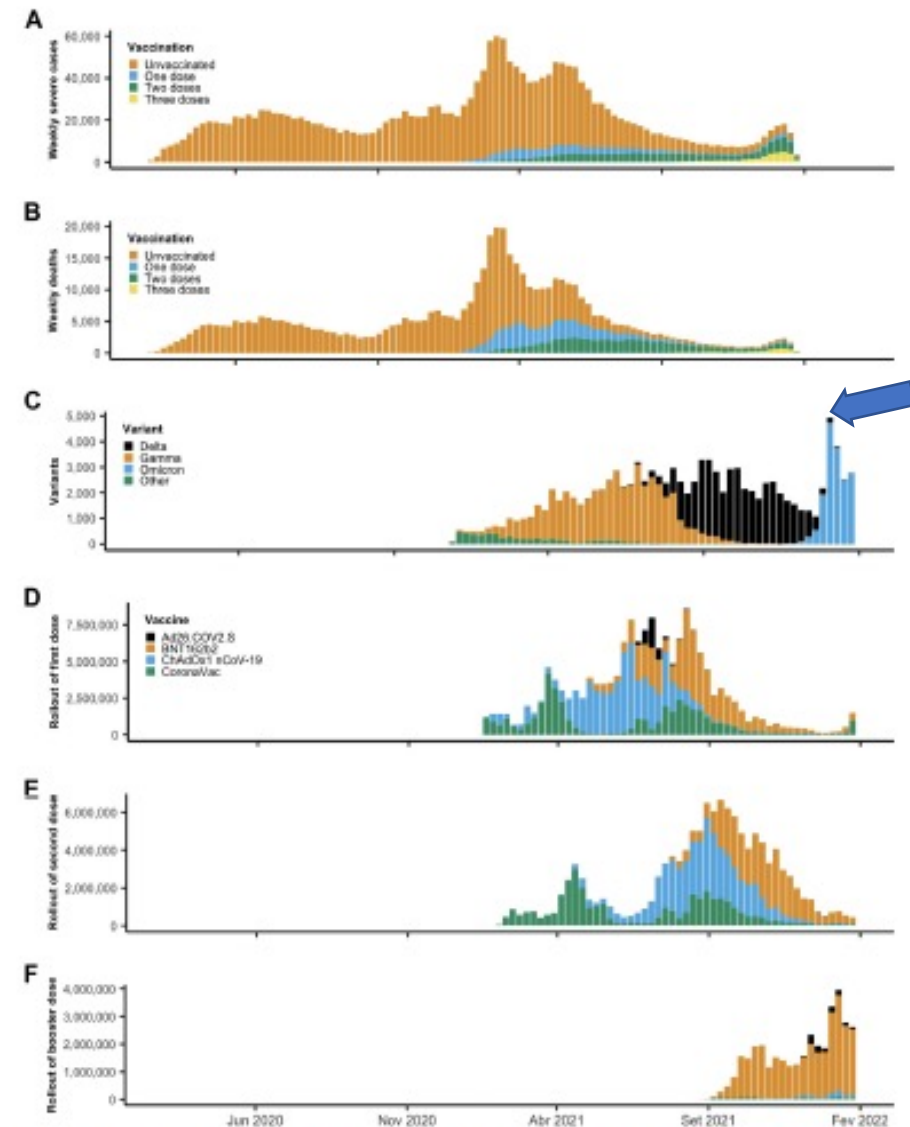 A
Weekly severe cases
60,000
40,000
20,000
0
Vaccination
Unvaccinated
One dose
Two doses
Three doses
B
Weekly deaths
20,000
15,000
10,000
5,000
0
Vaccination
Unvaccinated
One dose
Two doses
Three doses
C
Variants
5,000
4,000
3,000
2,000
1,000
0
Variant
Delta
Gamma
Omicron
Other
D
Rollout of first dose
7,500,000
5,000,000
2,500,000
0
Vaccine
Ad26.COV2.S
BNT162b2
ChAdOx1 nCoV-19
CoronaVac
E
Rollout of second dose
6,000,000
4,000,000
2,000,000
0
F
Rollout of booster dose
4,000,000
3,000,000
2,000,000
1,000,000
0
Jun 2020 Nov 2020 Abr 2021 Set 2021 Fev 2022